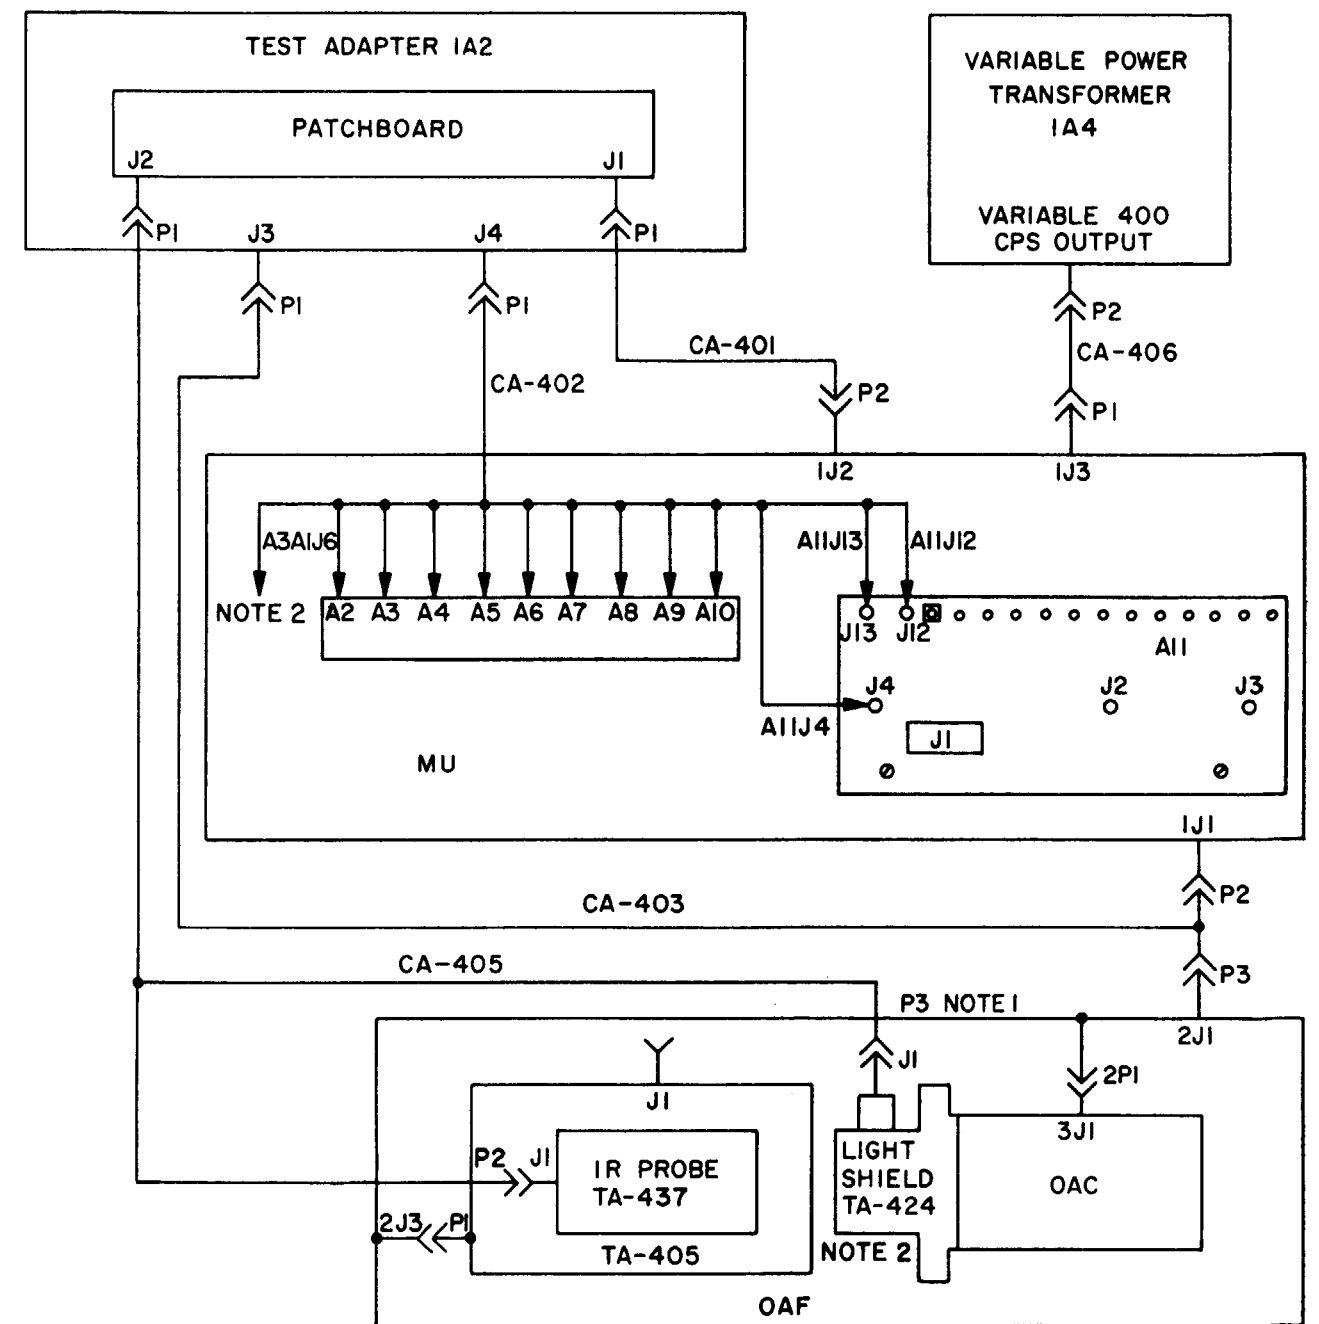 TEST ADAPTER 1A2
PATCHBOARD
J2
J1
P1
J3
J4
P1
P1
P1
VARIABLE POWER
TRANSFORMER
1A4
VARIABLE 400
CPS OUTPUT
P2
CA-406
P1
CA-401
CA-402
P2
1J2
1J3
A3A1J6
A11J13
A11J12
NOTE 2
A2 A3 A4 A5 A6 A7 A8 A9 A10
J13 J12
A11
J4
J2
J3
A11J4
J1
MU
1J1
P2
CA-403
CA-405
P3
P3 NOTE 1
2J1
J1
2P1
J1
3J1
P2 J1
IR PROBE
TA-437
LIGHT
SHIELD
TA-424
OAC
2J3
P1
TA-405
NOTE 2
OAF